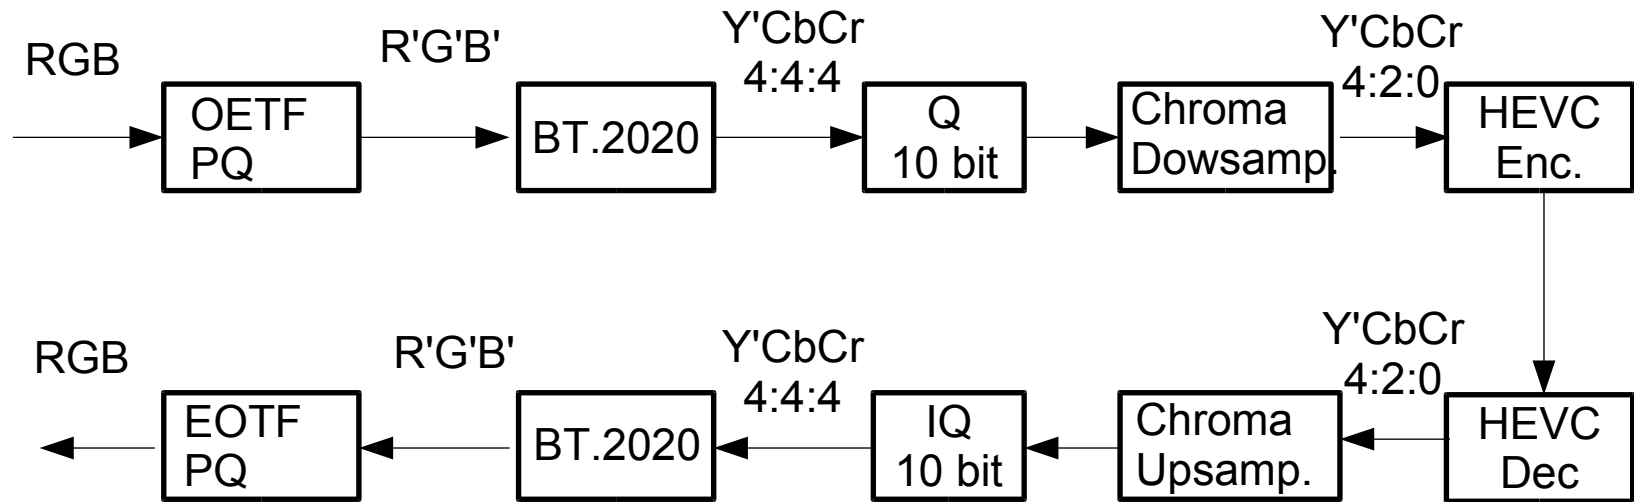 RGB
OETF
PQ
R'G'B'
BT.2020
Y'CbCr
4:4:4
Q
10 bit
Chroma
Dowsamp.
Y'CbCr
4:2:0
HEVC
Enc.
RGB
EOTF
PQ
R'G'B'
BT.2020
Y'CbCr
4:4:4
IQ
10 bit
Chroma
Upsamp.
Y'CbCr
4:2:0
HEVC
Dec